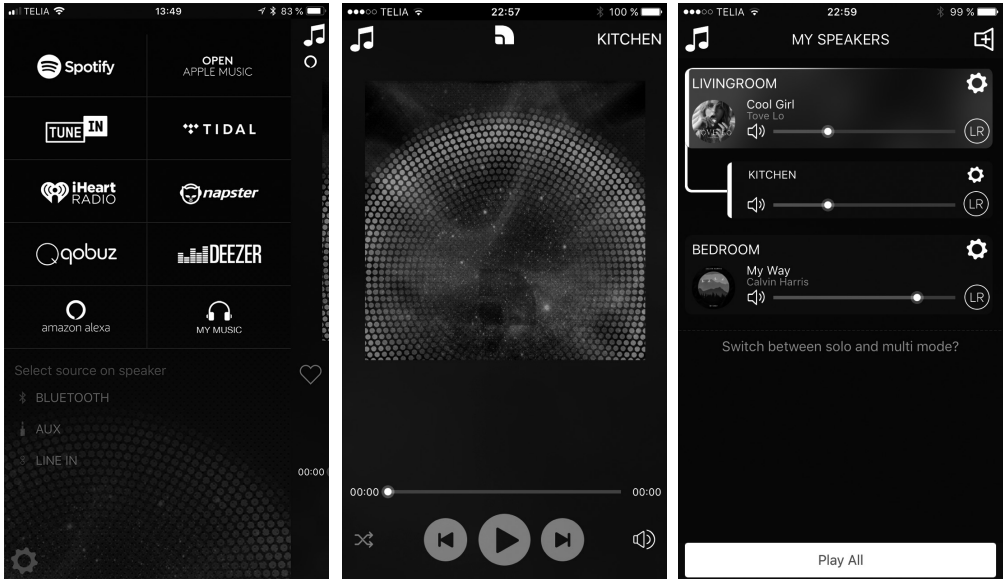 TELIA 13:49 83 %
Spotify
OPEN
APPLE MUSIC
TUNE IN
TIDAL
iHeart
RADIO
napster
qobuz
DEEZER
amazon alexa
MY MUSIC
Select source on speaker
BLUETOOTH
AUX
LINE IN
00:00
TELIA 22:57 100 %
KITCHEN
00:00 00:00
TELIA 22:59 99 %
MY SPEAKERS
LIVINGROOM
Cool Girl
Tove Lo
TOVE LO
LR
KITCHEN
LR
BEDROOM
My Way
Calvin Harris
LR
Switch between solo and multi mode?
Play All